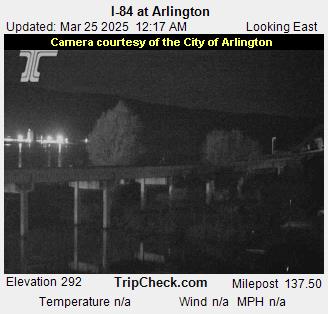 I-84 at Arlington
Updated: Mar 25 2025 12:17 AM Looking East
Camera courtesy of the City of Arlington
Elevation 292 TripCheck.com Milepost 137.50
Temperature n/a Wind n/a MPH n/a